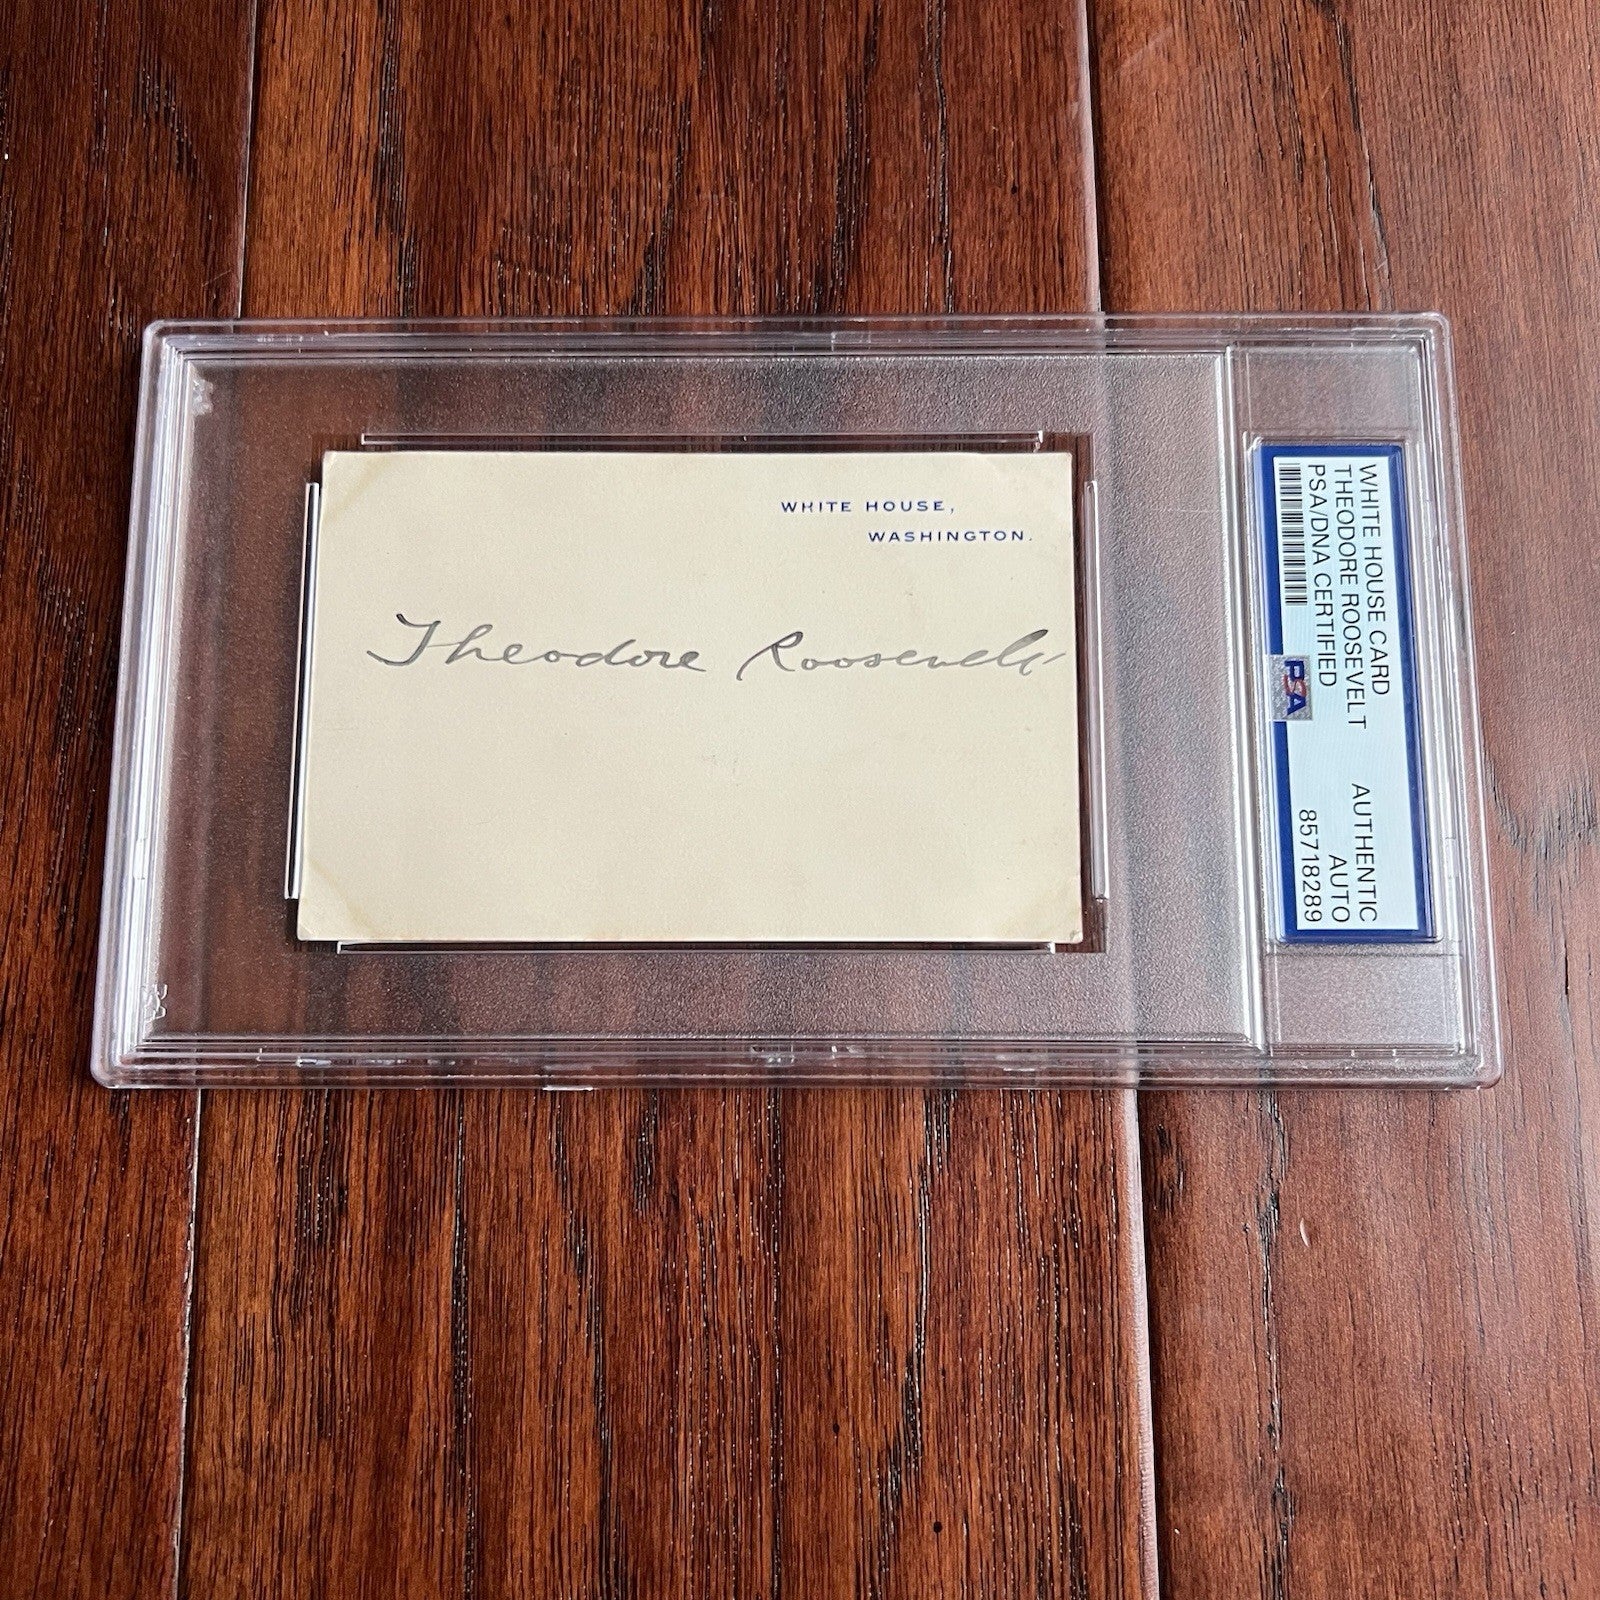 WHITE HOUSE,
WASHINGTON.
Theodore Roosevelt
WHITE HOUSE CARD
THEODORE ROOSEVELT AUTHENTIC
PSA/DNA CERTIFIED AUTO
85718289
PSA